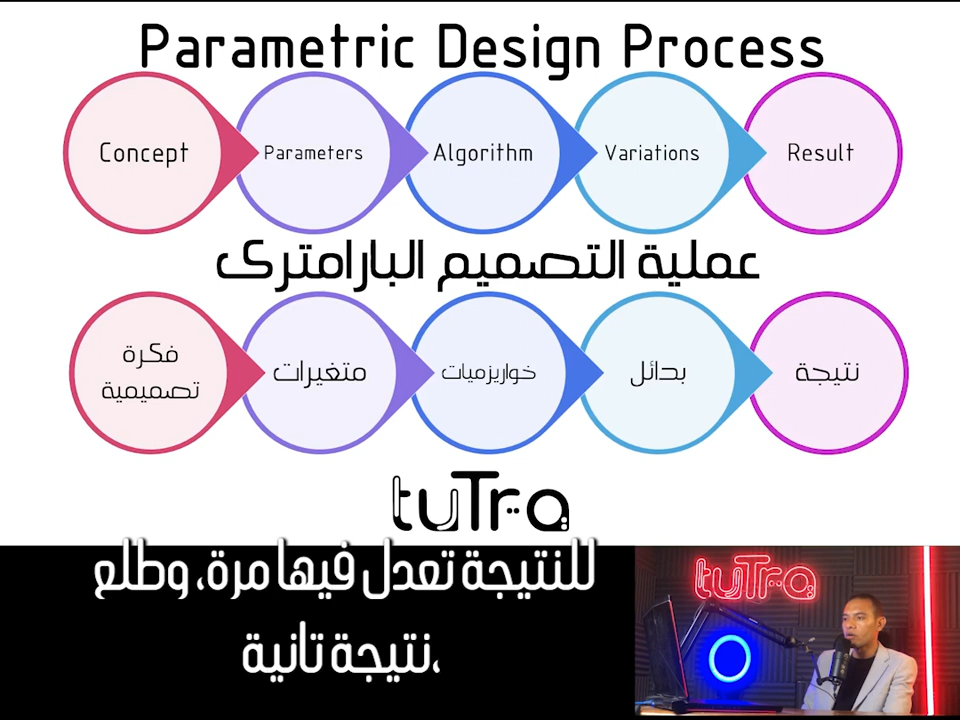 Parametric Design Process
Concept
Parameters
Algorithm
Variations
Result
عملية التصميم البارامترى
فكرة
تصميمية
متغيرات
خواريزميات
بدائل
نتيجة
tuTra
للنتيجة تعدل فيها مرة، وطلع
نتيجة تانية،
tuTra